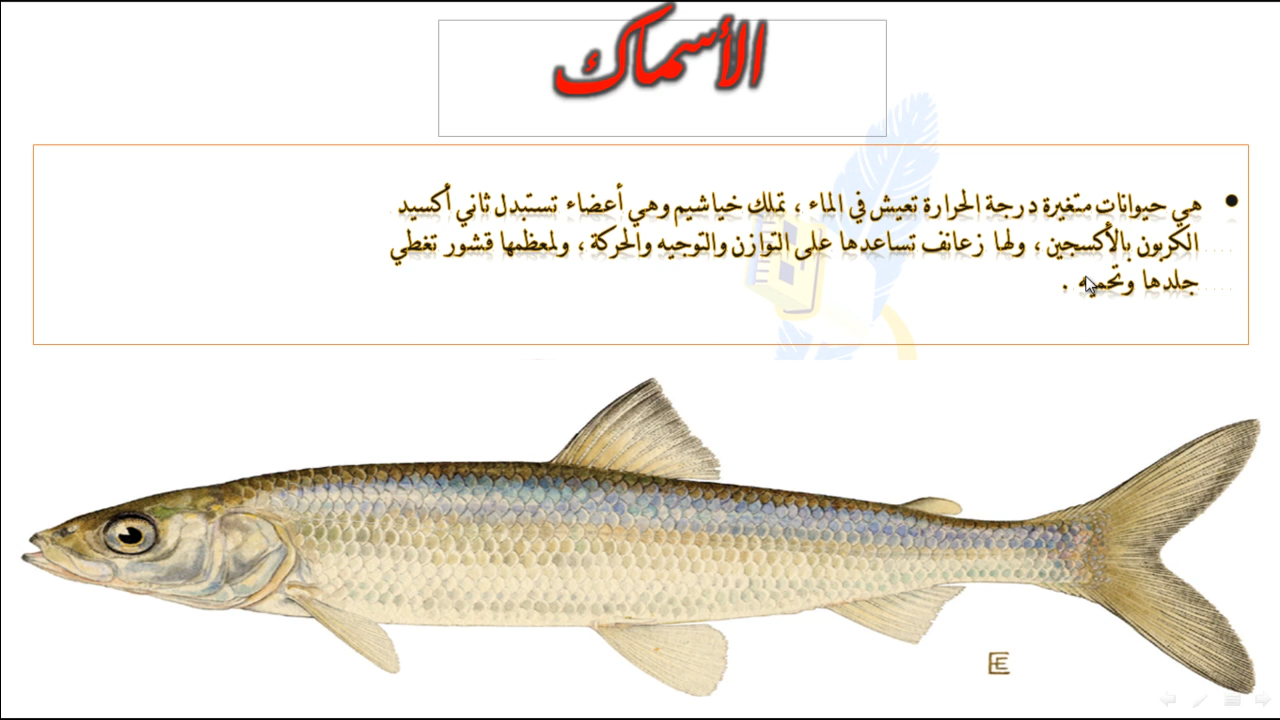 الأسماك
• هي حيوانات متغيرة درجة الحرارة تعيش في الماء ، تملك خياشيم وهي أعضاء تستبدل ثاني أكسيد
الكربون بالأكسجين ، ولها زعانف تساعدها على التوازن والتوجيه والحركة ، ولمعظمها قشور تغطي
جلدها وتحميه .
E